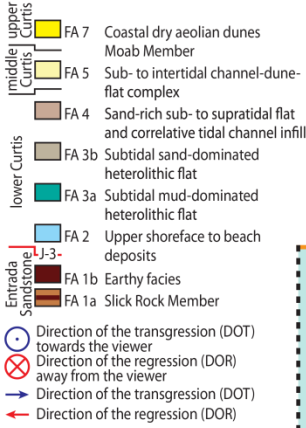 upper Curtis
FA 7 Coastal dry aeolian dunes
Moab Member
middle Curtis
FA 5 Sub- to intertidal channel-dune-
flat complex
lower Curtis
FA 4 Sand-rich sub- to supratidal flat
and correlative tidal channel infill
FA 3b Subtidal sand-dominated
heterolithic flat
FA 3a Subtidal mud-dominated
heterolithic flat
FA 2 Upper shoreface to beach
deposits
J-3
Entrada Sandstone
FA 1b Earthy facies
FA 1a Slick Rock Member
Direction of the transgression (DOT)
towards the viewer
Direction of the regression (DOR)
away from the viewer
Direction of the transgression (DOT)
Direction of the regression (DOR)